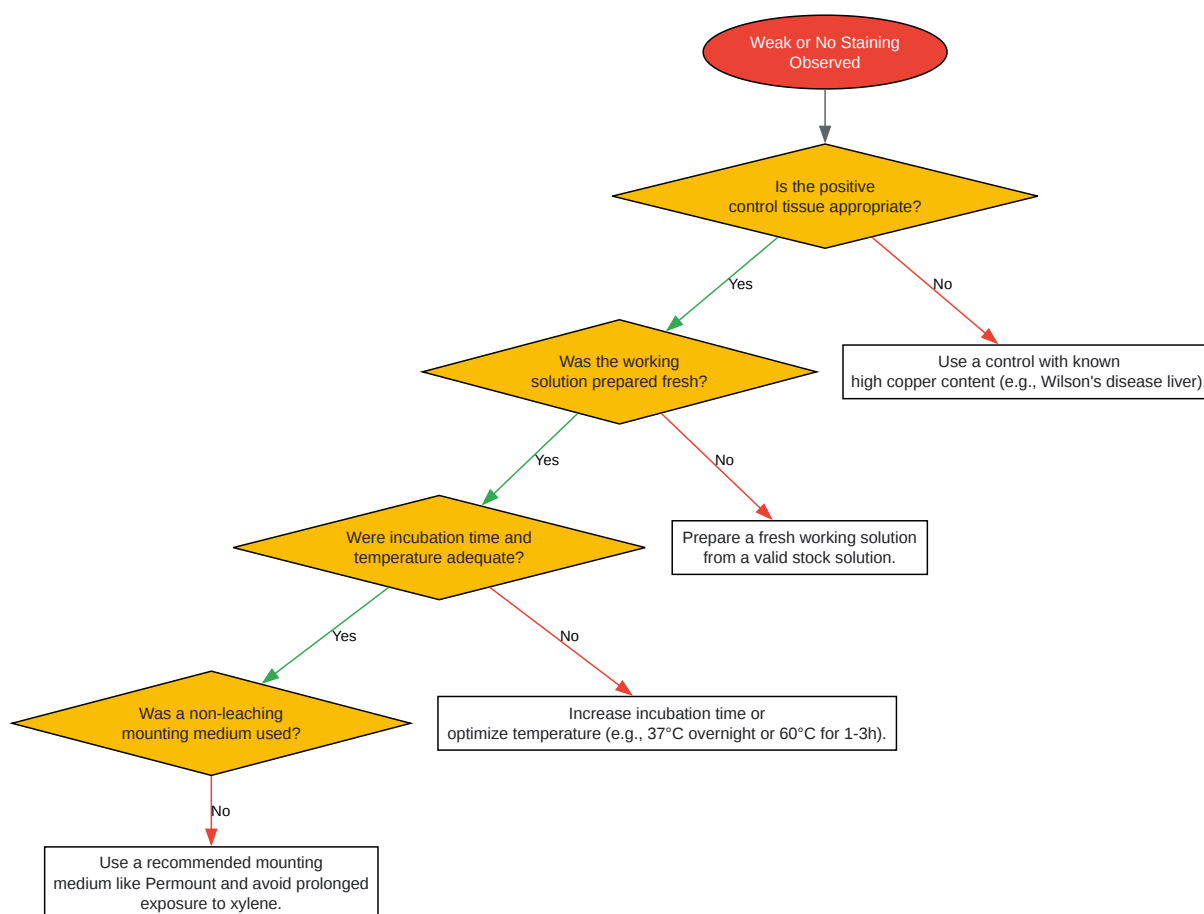 Weak or No Staining
Observed
Is the positive
control tissue appropriate?
Yes
No
Was the working
solution prepared fresh?
Use a control with known
high copper content (e.g., Wilson's disease liver).
Yes
No
Were incubation time and
temperature adequate?
Prepare a fresh working solution
from a valid stock solution.
Yes
No
Was a non-leaching
mounting medium used?
Increase incubation time or
optimize temperature (e.g., 37°C overnight or 60°C for 1-3h).
No
Use a recommended mounting
medium like Permount and avoid prolonged
exposure to xylene.